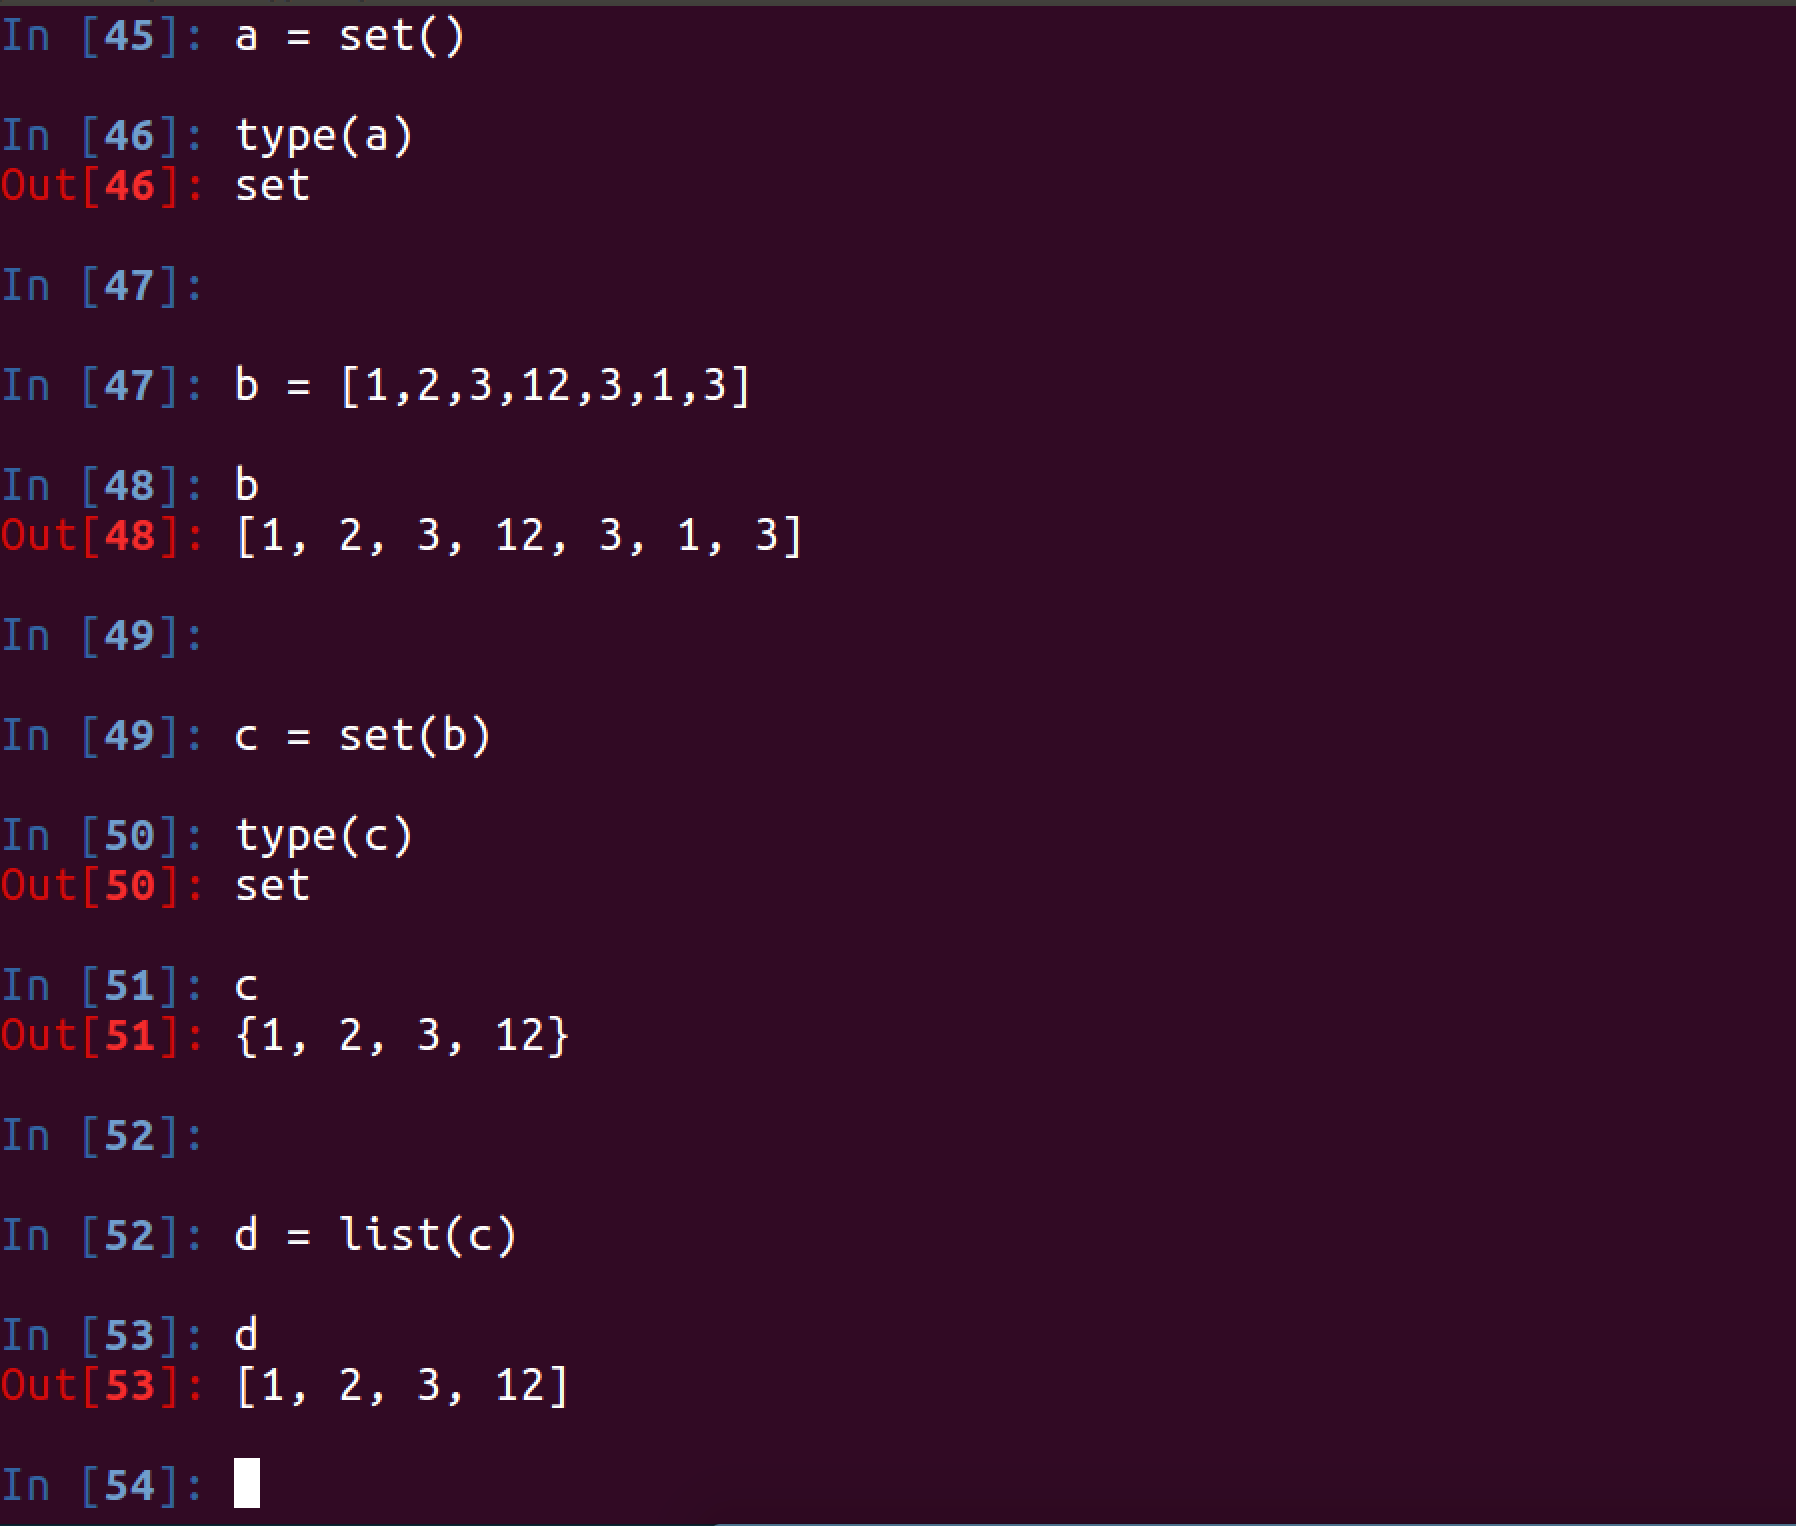 In [45]: a = set()
In [46]: type(a)
Out[46]: set
In [47]:
In [47]: b = [1,2,3,12,3,1,3]
In [48]: b
Out[48]: [1, 2, 3, 12, 3, 1, 3]
In [49]:
In [49]: c = set(b)
In [50]: type(c)
Out[50]: set
In [51]: c
Out[51]: {1, 2, 3, 12}
In [52]:
In [52]: d = list(c)
In [53]: d
Out[53]: [1, 2, 3, 12]
In [54]: